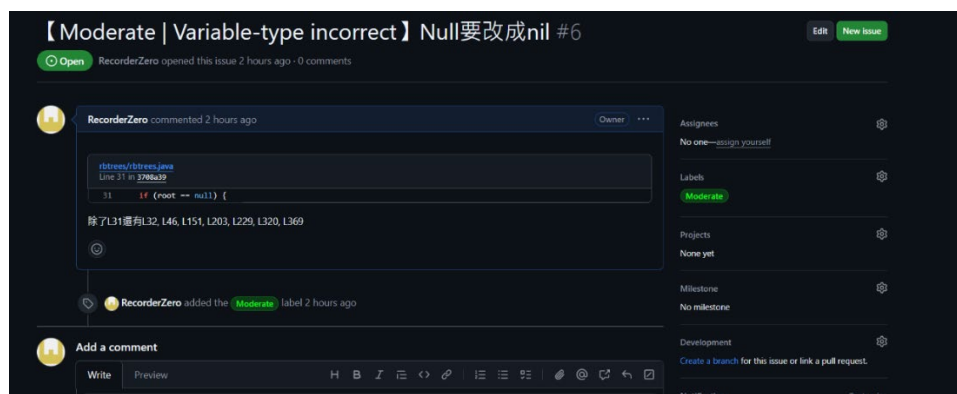 【Moderate | Variable-type incorrect】Null要改成nil #6
Edit
New issue
Open
RecorderZero opened this issue 2 hours ago · 0 comments
RecorderZero commented 2 hours ago
Owner
rbtrees/rbtrees.java
Line 31 in 3708a39
31 if (root == null) {
除了L31還有L32, L46, L151, L203, L229, L320, L369
RecorderZero added the Moderate label 2 hours ago
Add a comment
Write
Preview
H B I
Assignees
No one—assign yourself
Labels
Moderate
Projects
None yet
Milestone
No milestone
Development
Create a branch for this issue or link a pull request.